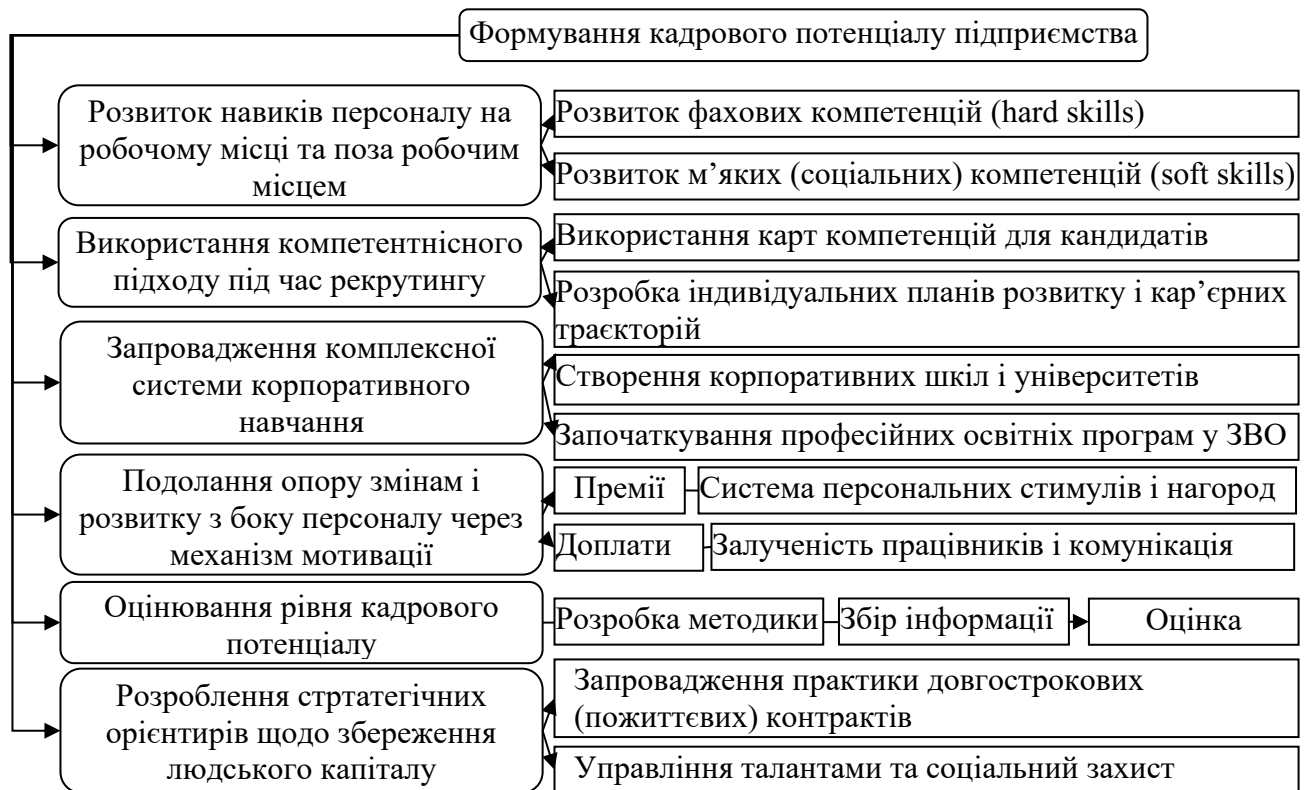 Формування кадрового потенціалу підприємства
Розвиток навиків персоналу на
робочому місці та поза робочим
місцем
Розвиток фахових компетенцій (hard skills)
Розвиток м’яких (соціальних) компетенцій (soft skills)
Використання компетентнісного
підходу під час рекрутингу
Використання карт компетенцій для кандидатів
Розробка індивідуальних планів розвитку і кар’єрних
траєкторій
Запровадження комплексної
системи корпоративного
навчання
Створення корпоративних шкіл і університетів
Започаткування професійних освітніх програм у ЗВО
Подолання опору змінам і
розвитку з боку персоналу через
механізм мотивації
Премії
Система персональних стимулів і нагород
Доплати
Залученість працівників і комунікація
Оцінювання рівня кадрового
потенціалу
Розробка методики
Збір інформації
Оцінка
Розроблення стртатегічних
орієнтирів щодо збереження
людського капіталу
Запровадження практики довгострокових
(пожиттєвих) контрактів
Управління талантами та соціальний захист